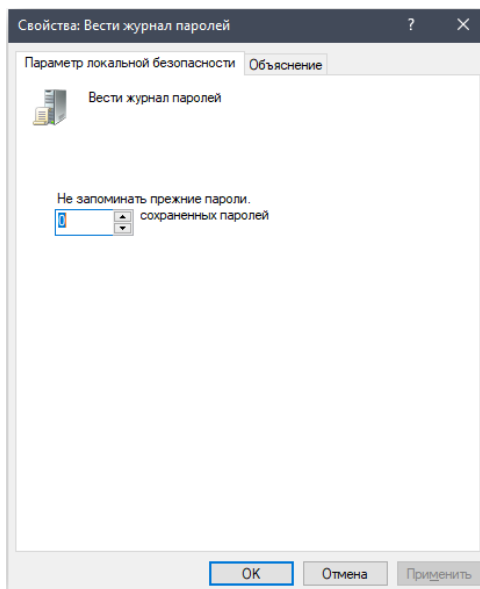 Свойства: Вести журнал паролей ? ×
Параметр локальной безопасности Объяснение
Вести журнал паролей
Не запоминать прежние пароли.
0 сохраненных паролей
OK Отмена Применить